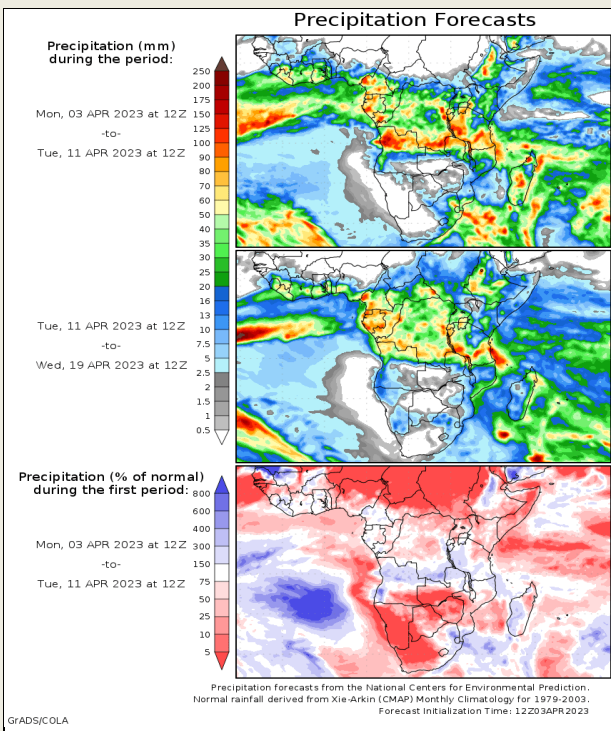 Precipitation Forecasts
Precipitation (mm)
during the period:
Mon, 03 APR 2023 at 12Z
-to-
Tue, 11 APR 2023 at 12Z
250
200
175
150
125
100
90
80
70
60
50
40
35
30
25
20
16
13
10
7.5
5
2.5
2
1.5
1
0.5
Tue, 11 APR 2023 at 12Z
-to-
Wed, 19 APR 2023 at 12Z
Precipitation (% of normal)
during the first period:
Mon, 03 APR 2023 at 12Z
-to-
Tue, 11 APR 2023 at 12Z
800
600
400
300
150
75
50
25
10
5
Precipitation forecasts from the National Centers for Environmental Prediction.
Normal rainfall derived from Xie-Arkin (CMAP) Monthly Climatology for 1979-2003.
Forecast Initialization Time: 12Z03APR2023
GrADS/COLA